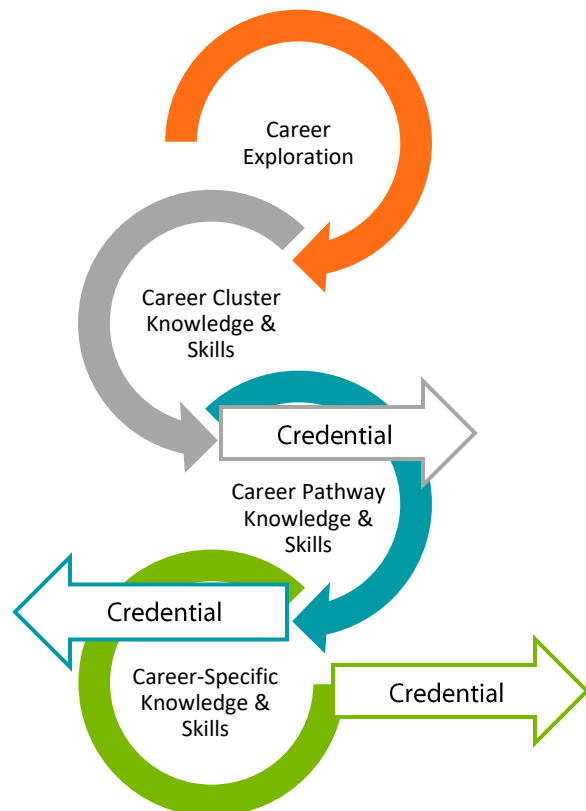 Career
Exploration
Career Cluster
Knowledge &
Skills
Credential
Career Pathway
Knowledge &
Skills
Credential
Career-Specific
Knowledge &
Skills
Credential